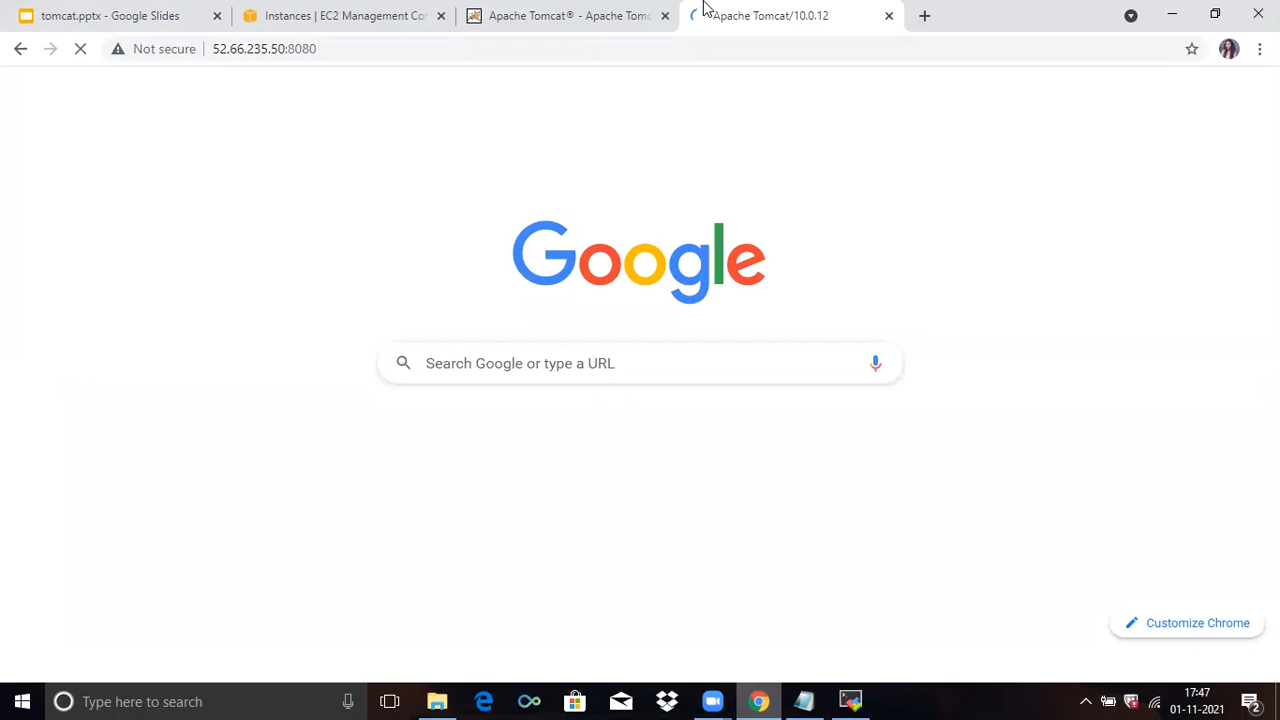 tomcat.pptx - Google Slides
Instances | EC2 Management Co
Apache Tomcat® - Apache Tomc
Apache Tomcat/10.0.12
Not secure
52.66.235.50:8080
Google
Search Google or type a URL
Customize Chrome
Type here to search
17:47
01-11-2021
2